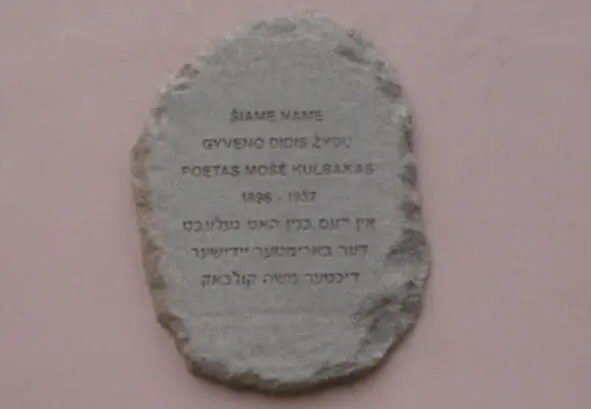 ŠIAME NAME
GYVENO DIDIS ŽYDŲ
POETAS MOŠĖ KULBAKAS
1896 - 1937
אין דעם בנין האט געלעבט
דער בארימטער יידישער
דיכטער משה קולבאק